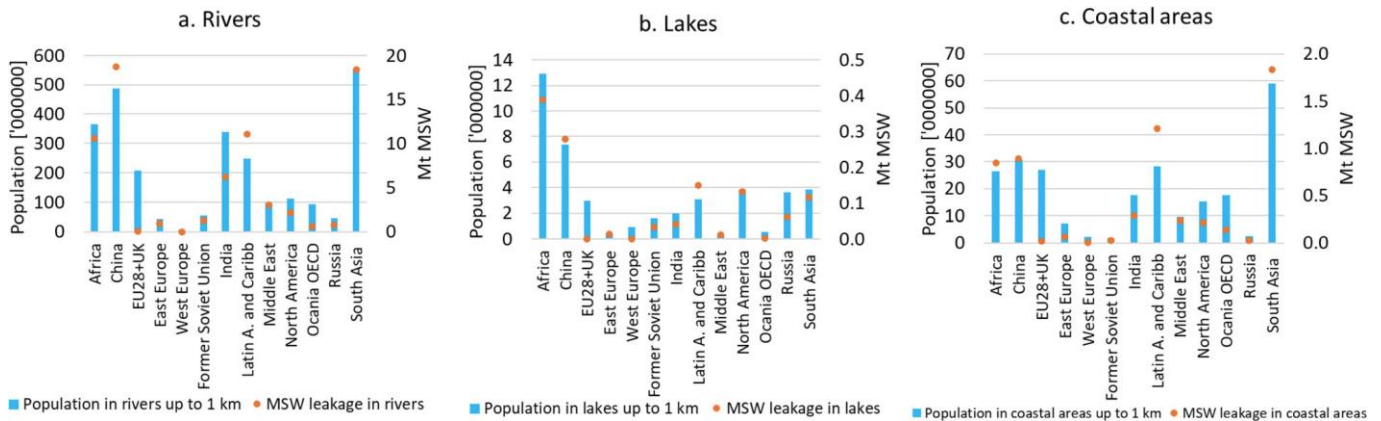 a. Rivers
600
500
400
300
200
100
0
Population ['0000000]
20
15
10
5
0
Mt MSW
Africa
China
EU28+UK
East Europe
West Europe
Former Soviet Union
India
Latin A. and Caribb
Middle East
North America
Ocania OECD
Russia
South Asia
Population in rivers up to 1 km
MSW leakage in rivers
b. Lakes
14
12
10
8
6
4
2
0
Population ['0000000]
0.5
0.4
0.3
0.2
0.1
0.0
Mt MSW
Africa
China
EU28+UK
East Europe
West Europe
Former Soviet Union
India
Latin A. and Caribb
Middle East
North America
Ocania OECD
Russia
South Asia
Population in lakes up to 1 km
MSW leakage in lakes
c. Coastal areas
70
60
50
40
30
20
10
0
Population ['0000000]
2.0
1.5
1.0
0.5
0.0
Mt MSW
Africa
China
EU28+UK
East Europe
West Europe
Former Soviet Union
India
Latin A. and Caribb
Middle East
North America
Ocania OECD
Russia
South Asia
Population in coastal areas up to 1 km
MSW leakage in coastal areas